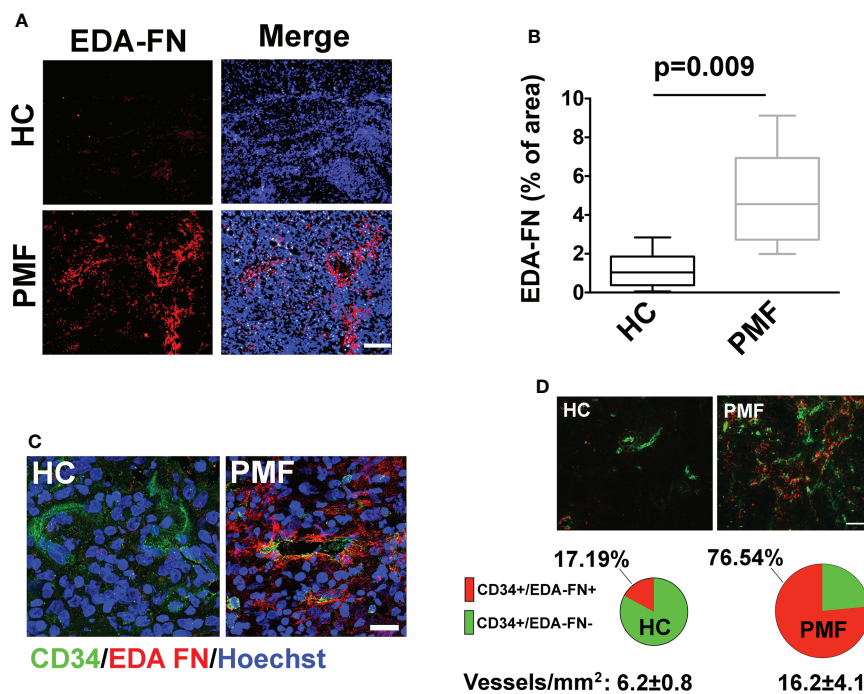 A
EDA-FN Merge
HC
PMF
B
p=0.009
EDA-FN (% of area)
10
8
6
4
2
0
HC
PMF
C
HC PMF
CD34/EDA FN/Hoechst
D
HC PMF
17.19% 76.54%
CD34+/EDA-FN+
CD34+/EDA-FN-
HC PMF
Vessels/mm²: 6.2±0.8 16.2±4.1